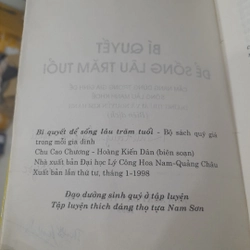 BÍ QUYẾT
ĐỂ SỐNG LÂU TRĂM TUỔI
Bí quyết để sống lâu trăm tuổi - Bộ sách quý giá
trong mỗi gia đình
Chu Cao Chương - Hoàng Kiến Dân (biên soạn)
Nhà xuất bản Đại học Lý Công Hoa Nam-Quảng Châu
Xuất bản lần thứ tư, tháng 1-1998
Đạo dưỡng sinh quý ở tập luyện
Tập luyện thích đáng thọ tựa Nam Sơn